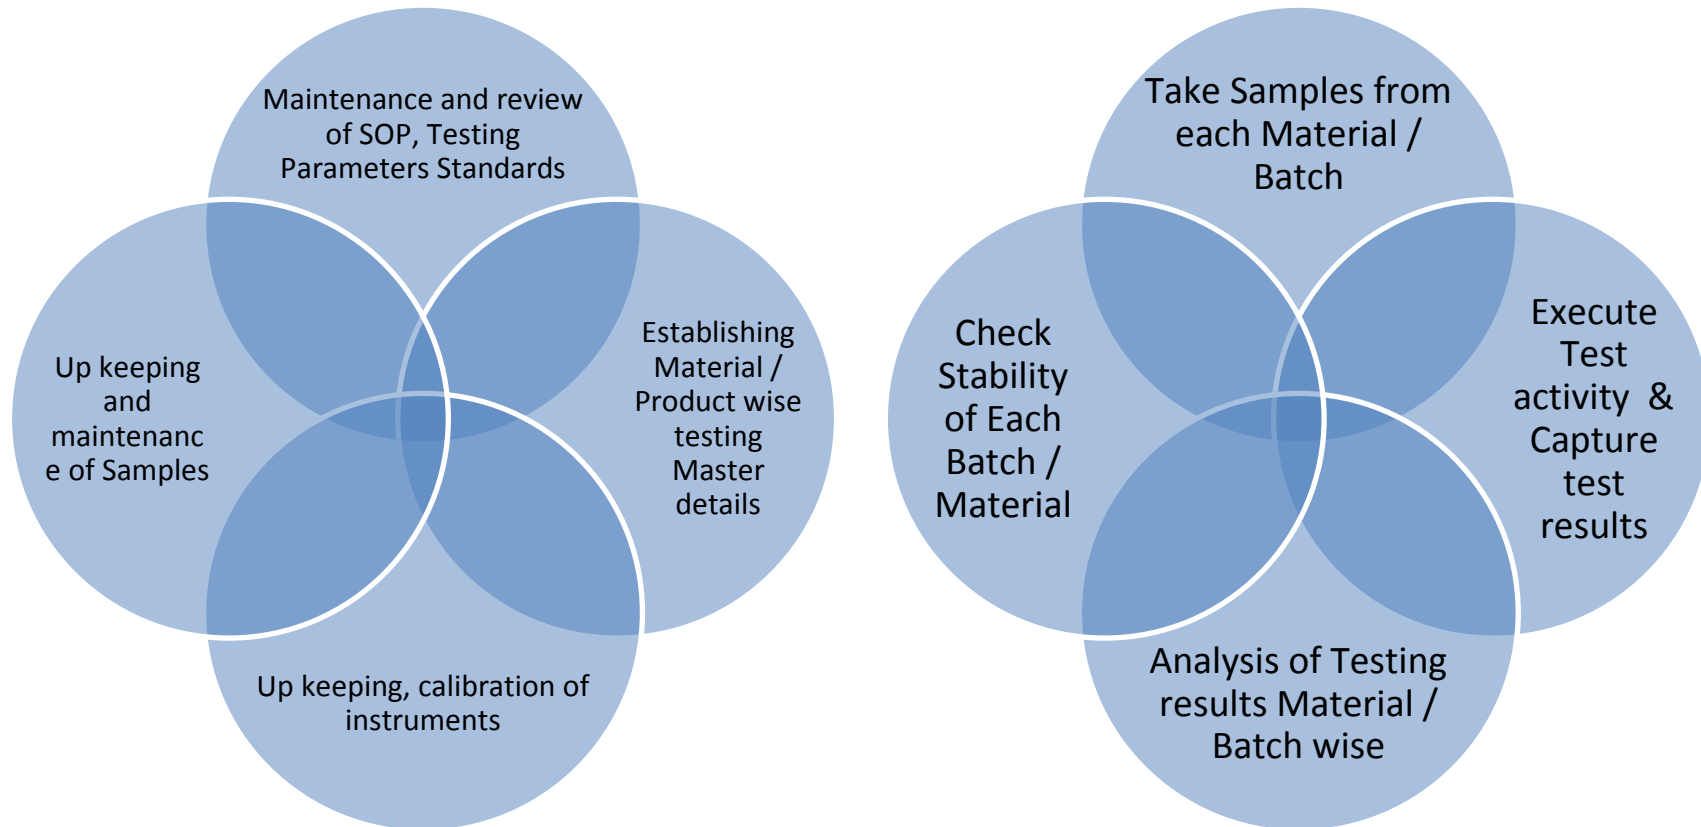 Maintenance and review
of SOP, Testing
Parameters Standards
Up keeping
and
maintenanc
e of Samples
Establishing
Material /
Product wise
testing
Master
details
Up keeping, calibration of
instruments
Take Samples from
each Material /
Batch
Check
Stability
of Each
Batch /
Material
Execute
Test
activity  &
Capture
test
results
Analysis of Testing
results Material /
Batch wise